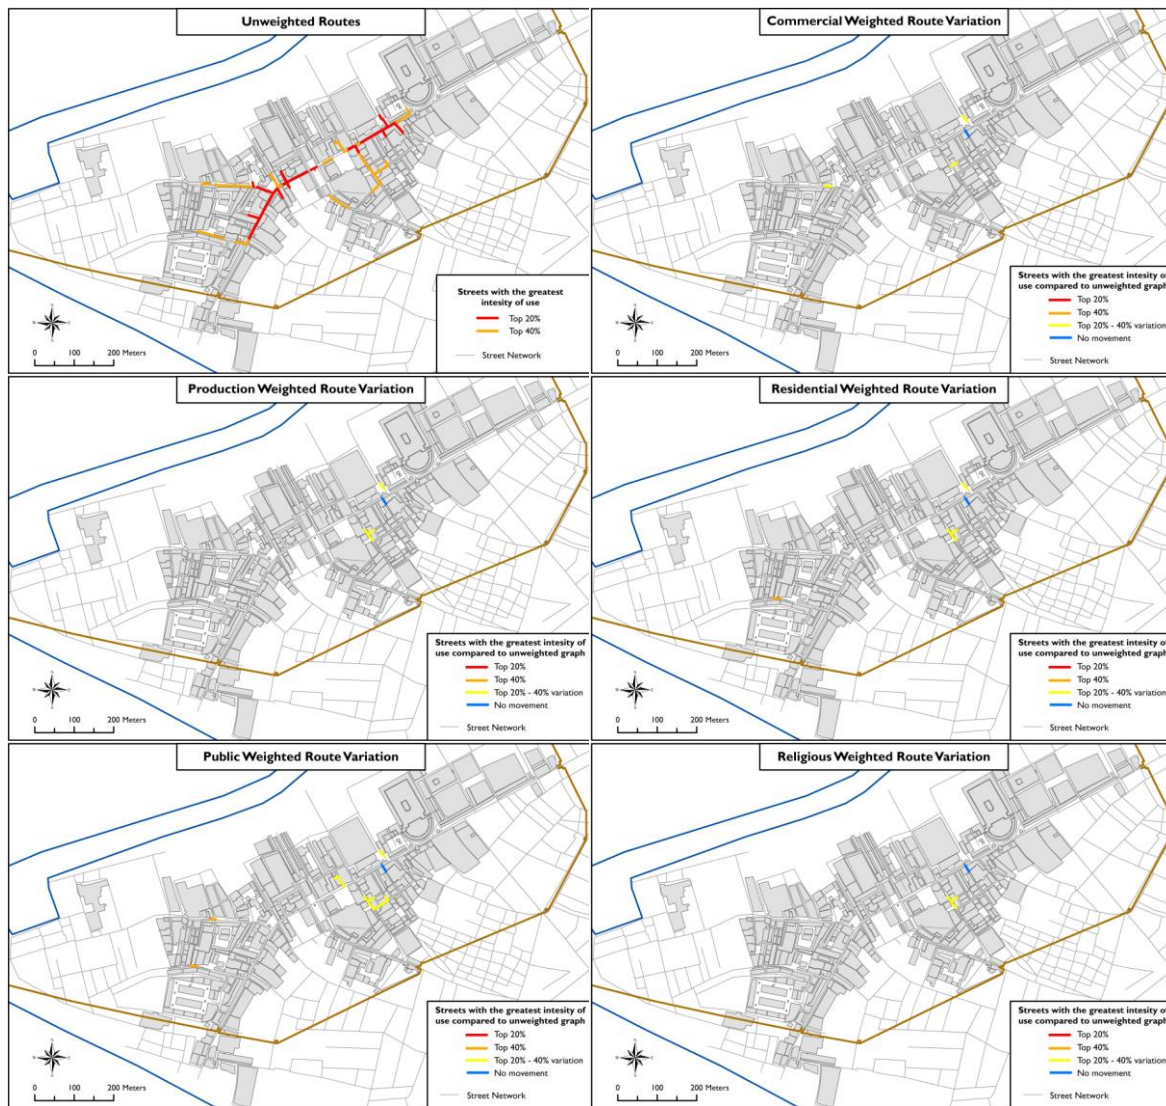 Unweighted Routes
Streets with the greatest
intesity of use
Top 20%
Top 40%
Street Network
0 100 200 Meters
Commercial Weighted Route Variation
Streets with the greatest intesity of
use compared to unweighted graph
Top 20%
Top 40%
Top 20% - 40% variation
No movement
Street Network
0 100 200 Meters
Production Weighted Route Variation
Streets with the greatest intesity of
use compared to unweighted graph
Top 20%
Top 40%
Top 20% - 40% variation
No movement
Street Network
0 100 200 Meters
Residential Weighted Route Variation
Streets with the greatest intesity of
use compared to unweighted graph
Top 20%
Top 40%
Top 20% - 40% variation
No movement
Street Network
0 100 200 Meters
Public Weighted Route Variation
Streets with the greatest intesity of
use compared to unweighted graph
Top 20%
Top 40%
Top 20% - 40% variation
No movement
Street Network
0 100 200 Meters
Religious Weighted Route Variation
Streets with the greatest intesity of
use compared to unweighted graph
Top 20%
Top 40%
Top 20% - 40% variation
No movement
Street Network
0 100 200 Meters